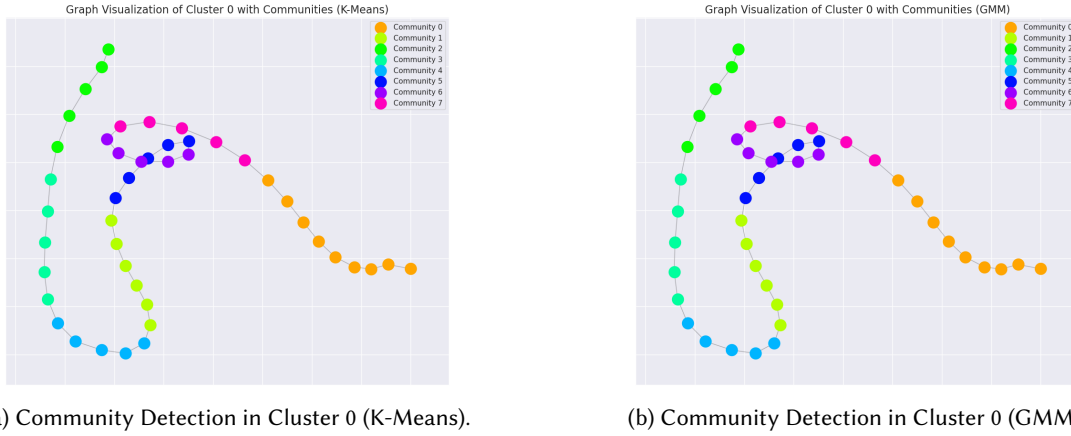 Graph Visualization of Cluster 0 with Communities (K-Means)
Community 0
Community 1
Community 2
Community 3
Community 4
Community 5
Community 6
Community 7
) Community Detection in Cluster 0 (K-Means).
Graph Visualization of Cluster 0 with Communities (GMM)
Community 0
Community 1
Community 2
Community 3
Community 4
Community 5
Community 6
Community 7
(b) Community Detection in Cluster 0 (GMM